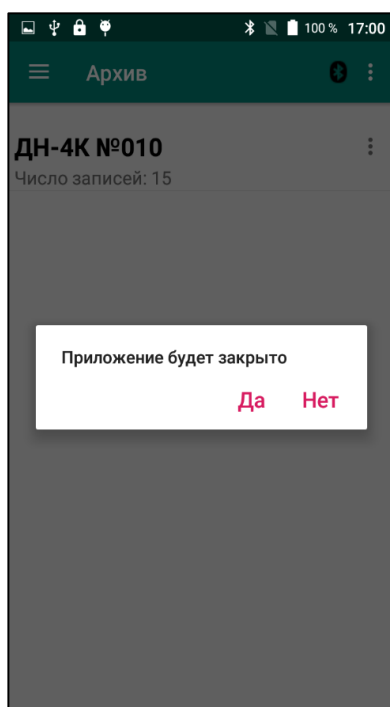 100 % 17:00
Архив
ДН-4К №010
Число записей: 15
Приложение будет закрыто
Да Нет